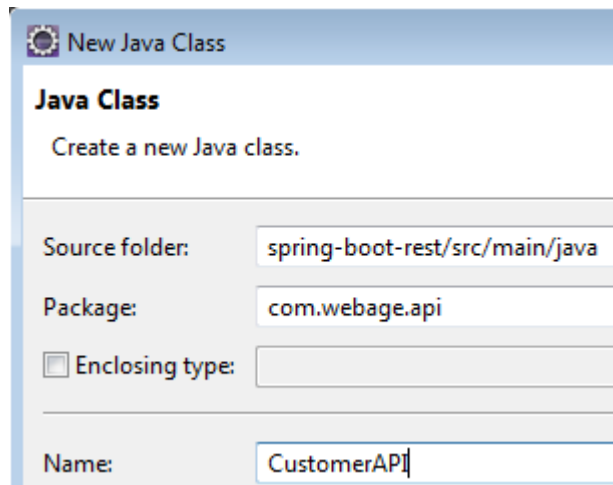 New Java Class
Java Class
Create a new Java class.
Source folder: spring-boot-rest/src/main/java
Package: com.webage.api
Enclosing type:
Name: CustomerAPI